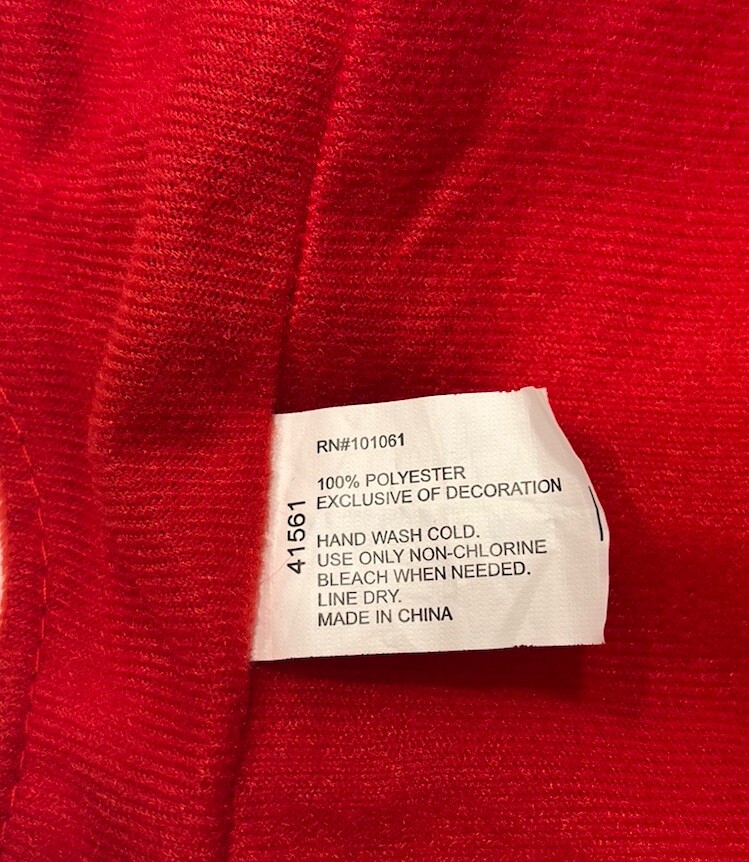 RN#101061
100% POLYESTER
EXCLUSIVE OF DECORATION
HAND WASH COLD.
USE ONLY NON-CHLORINE
BLEACH WHEN NEEDED.
LINE DRY.
MADE IN CHINA
41561